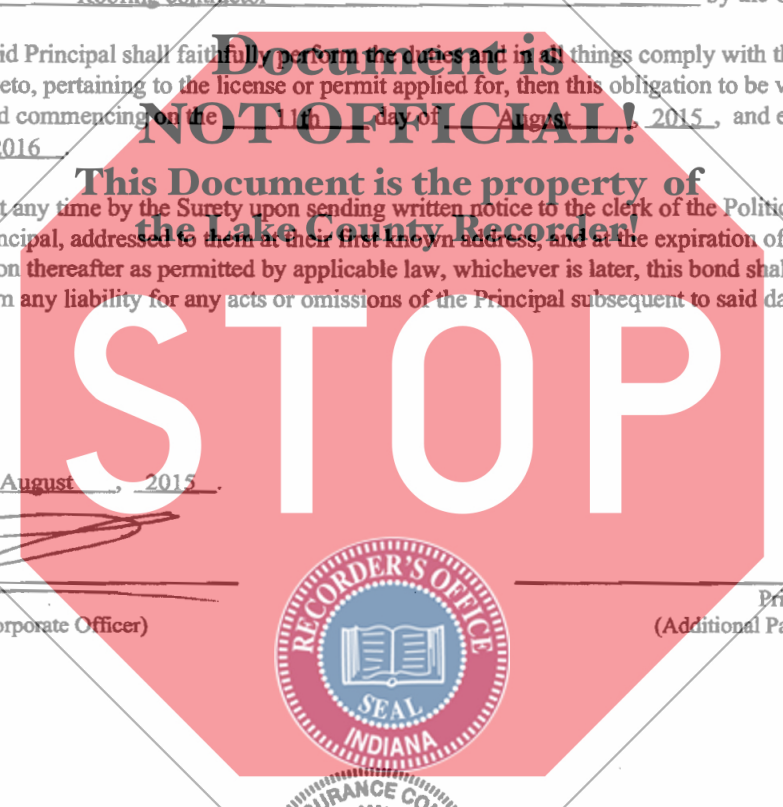 Roofing Contractor by the
Document is
id Principal shall faithfully perform the duties and in all things comply with
eto, pertaining to the license or permit applied for, then this obligation to be
d commencing on the 11th day of August, 2015, and
NOT OFFICIAL!
2016.
This Document is the property of
the Lake County Recorder!
t any time by the Surety upon sending written notice to the clerk of the
ncipal, addressed to them at their first known address, and at the expiration of
on thereafter as permitted by applicable law, whichever is later, this bond
m any liability for any acts or omissions of the Principal subsequent to said
STOP
August, 2015.
RECORDER'S OFFICE
SEAL
INDIANA
orporate Officer)
(Additional
URANCE CO